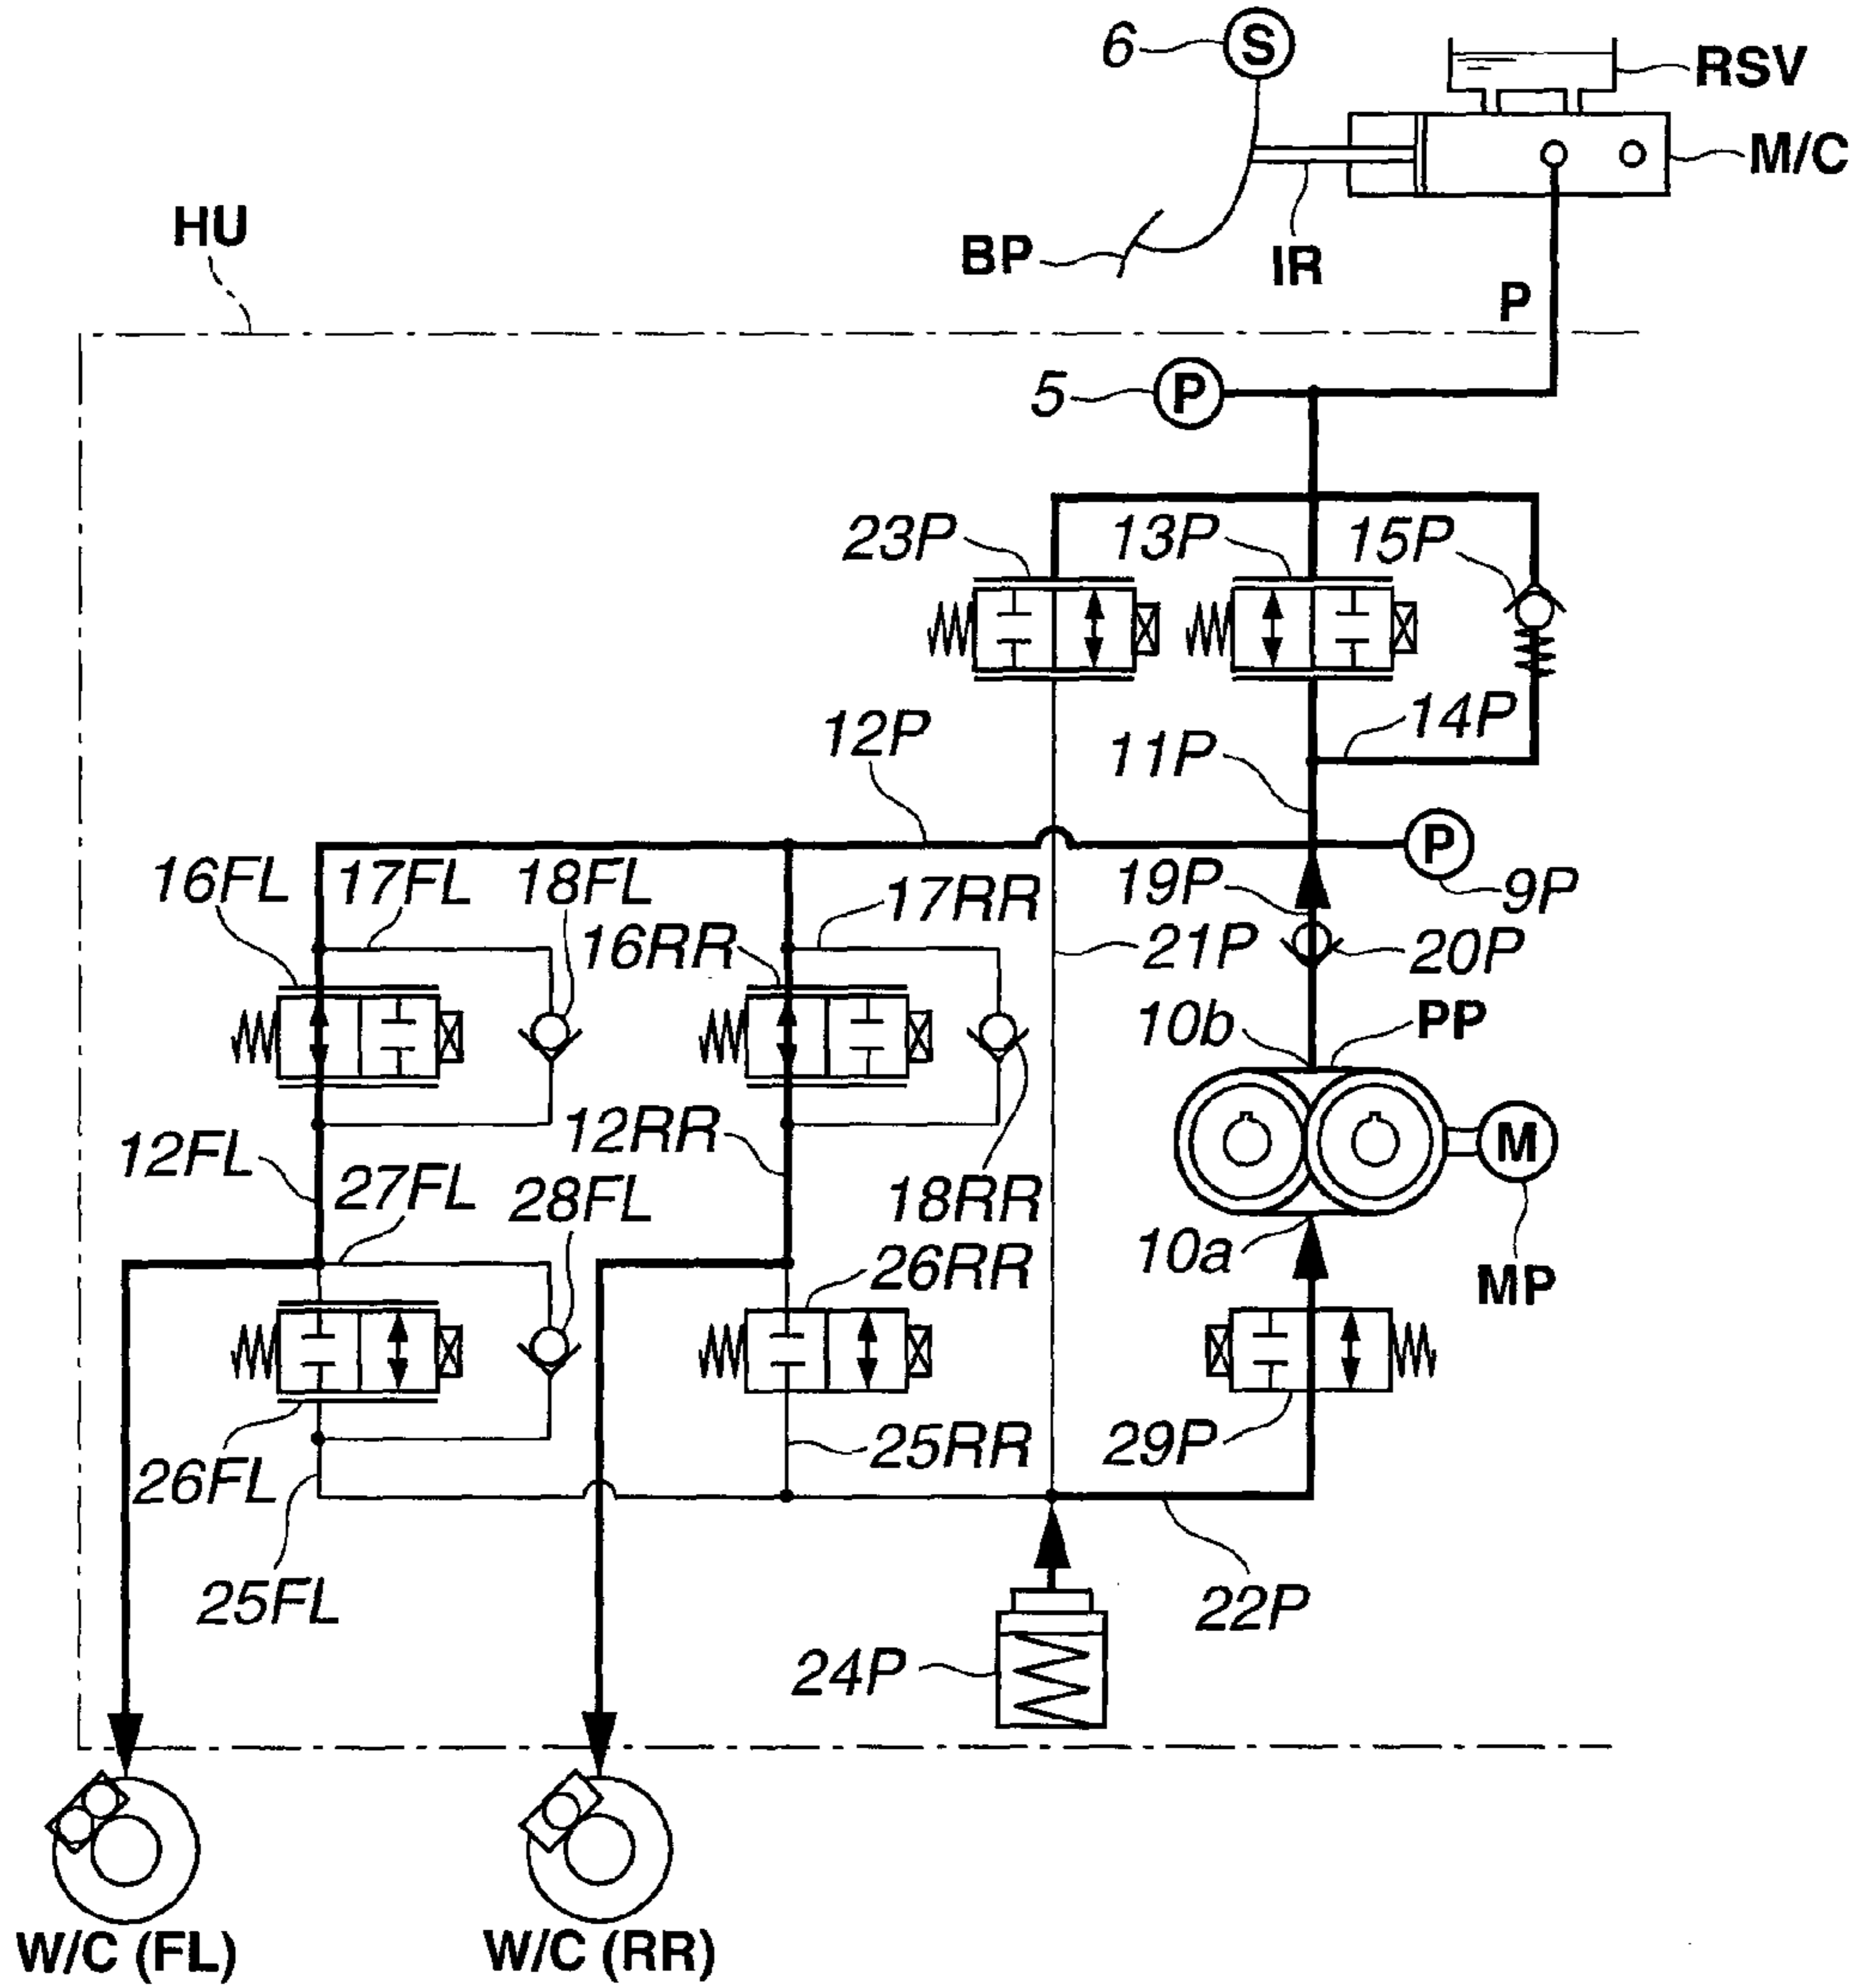 6
S
RSV
M/C
HU
BP
IR
P
5
P
23P
13P
15P
12P
11P
14P
16FL
17FL
18FL
17RR
19P
P
9P
16RR
21P
20P
10b
PP
12FL
12RR
M
27FL
28FL
18RR
10a
26RR
MP
26FL
25RR
29P
25FL
22P
24P
W/C (FL)
W/C (RR)